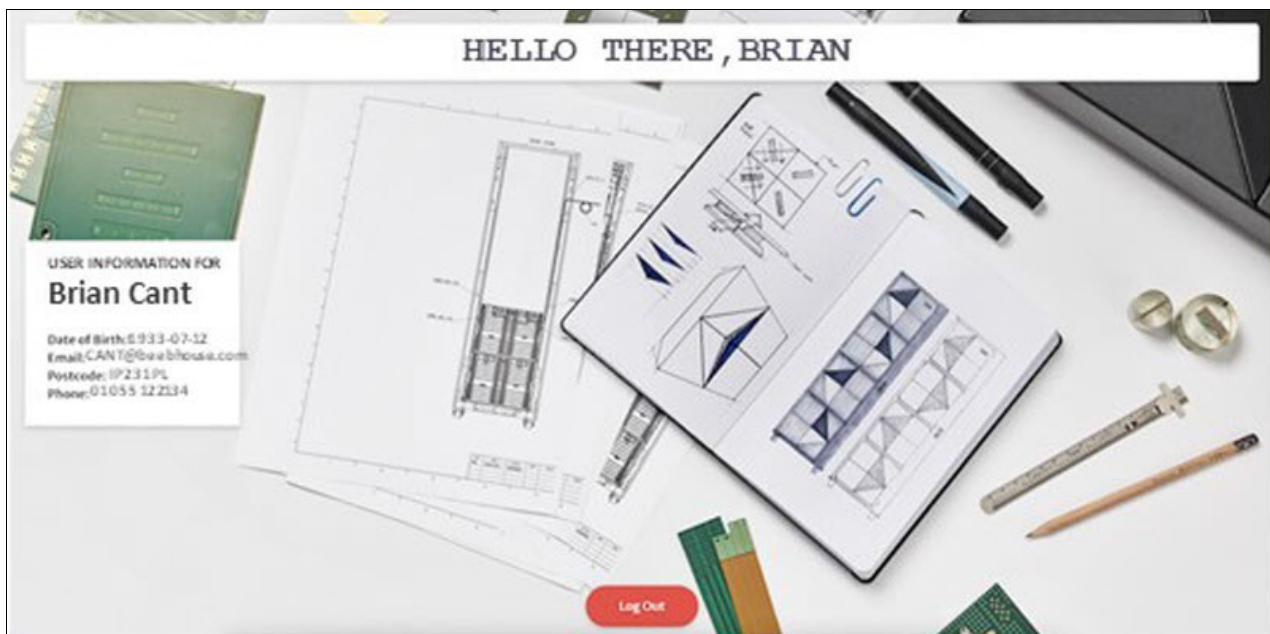 HELLO THERE,BRIAN
USER INFORMATION FOR
Brian Cant
Date of Birth:1933-07-12
Email:CANT@beebhouse.com
Postcode: IP231PL
Phone:01055 122134
Log Out